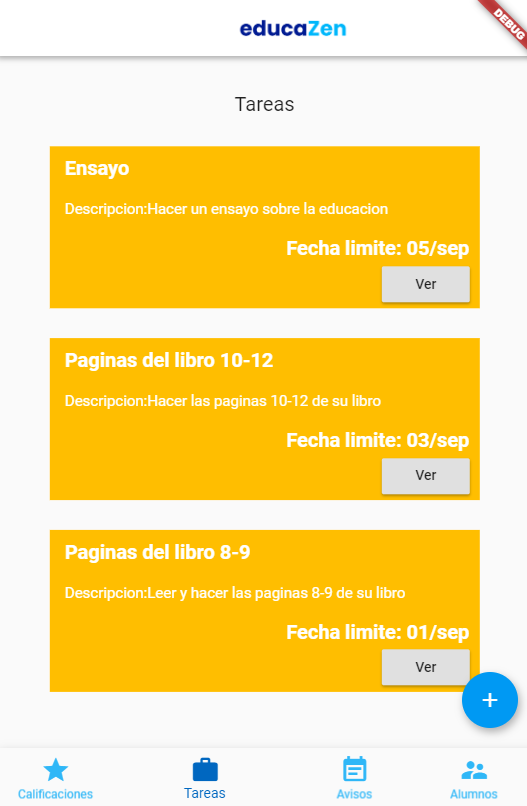 educaZen
DEBUG
Tareas
Ensayo
Descripcion:Hacer un ensayo sobre la educacion
Fecha limite: 05/sep
Ver
Paginas del libro 10-12
Descripcion:Hacer las paginas 10-12 de su libro
Fecha limite: 03/sep
Ver
Paginas del libro 8-9
Descripcion:Leer y hacer las paginas 8-9 de su libro
Fecha limite: 01/sep
Ver
+
Calificaciones
Tareas
Avisos
Alumnos